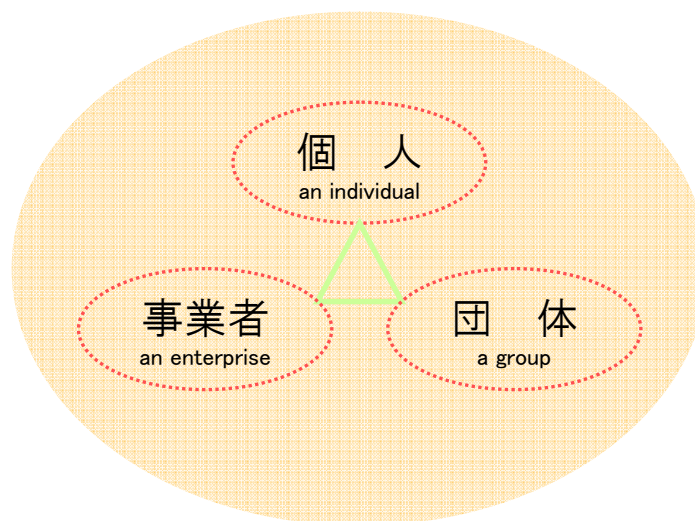 個　人
an individual
事業者
an enterprise
団　体
a group